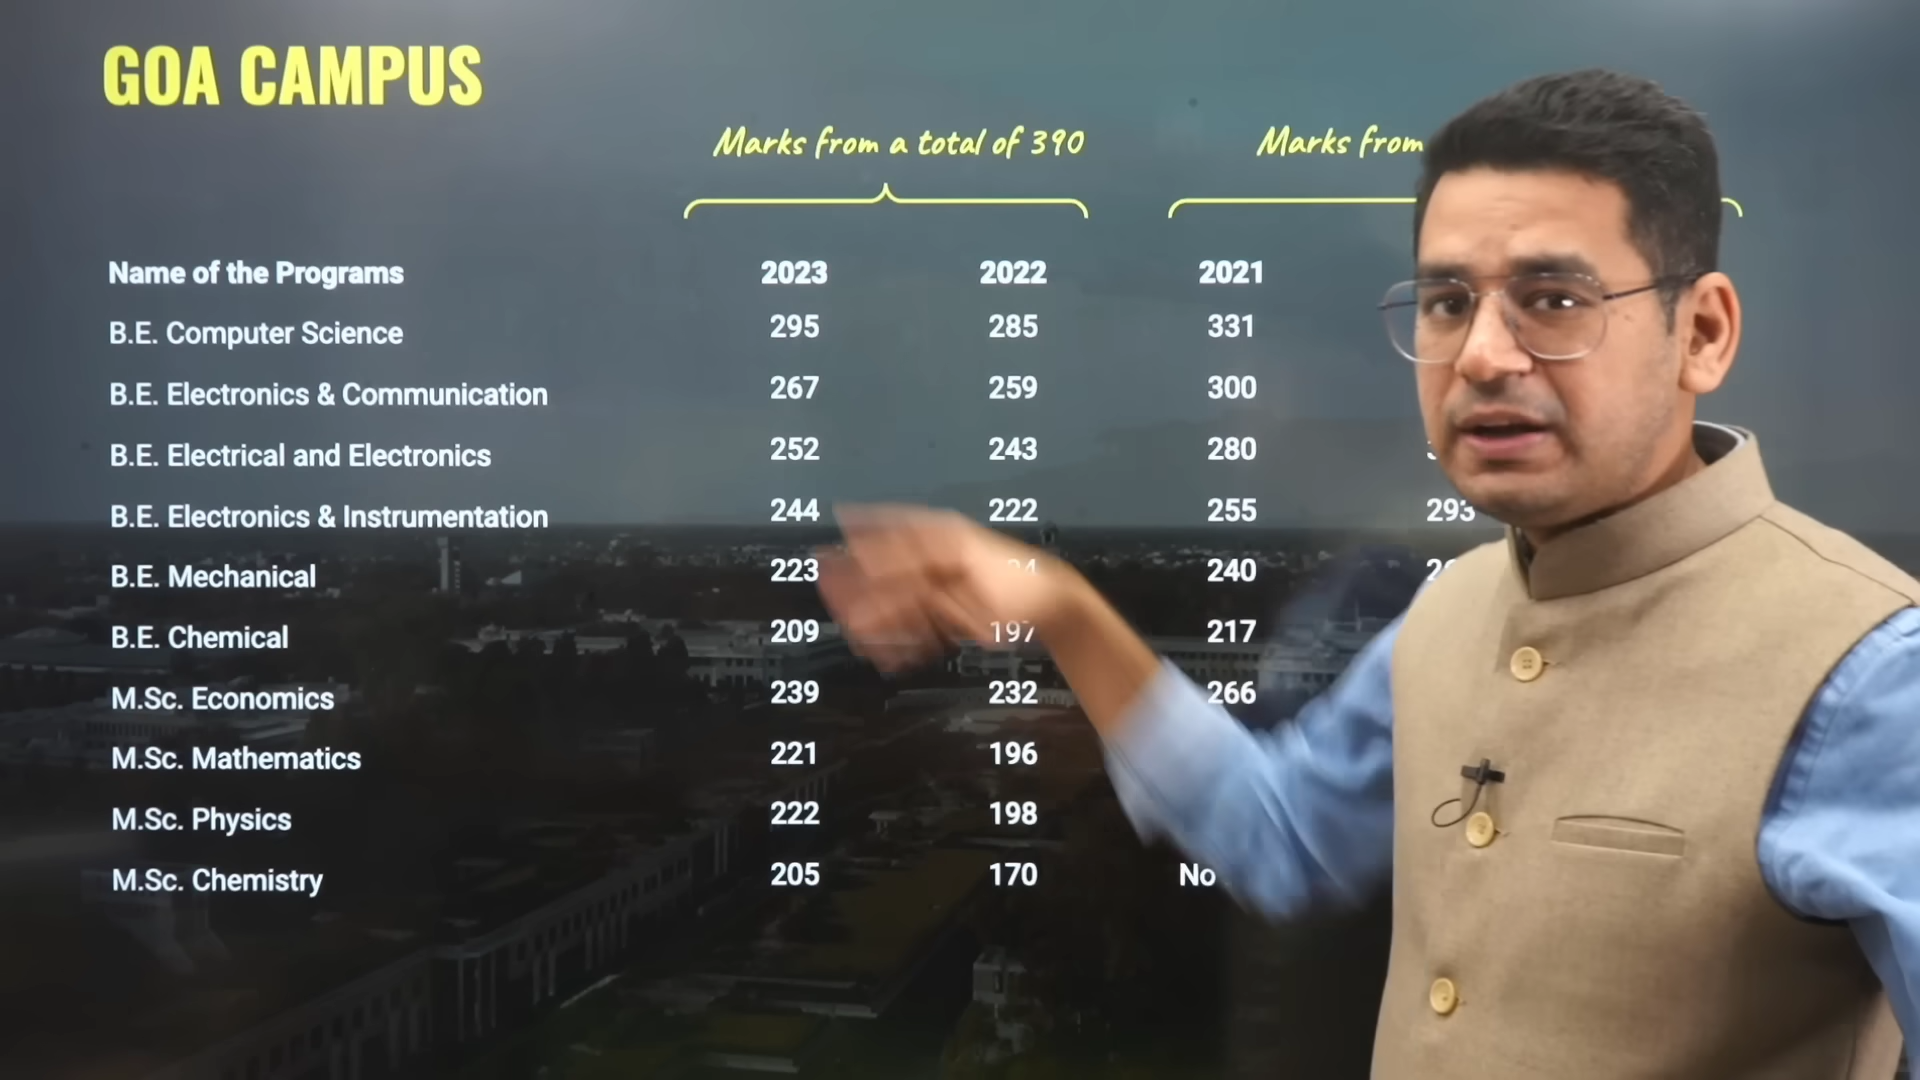 GOA CAMPUS
Marks from a total of 390 Marks from
Name of the Programs 2023 2022 2021
B.E. Computer Science 295 285 331
B.E. Electronics & Communication 267 259 300
B.E. Electrical and Electronics 252 243 280
B.E. Electronics & Instrumentation 244 222 255 293
B.E. Mechanical 223 240
B.E. Chemical 209 197 217
M.Sc. Economics 239 232 266
M.Sc. Mathematics 221 196
M.Sc. Physics 222 198
M.Sc. Chemistry 205 170 No